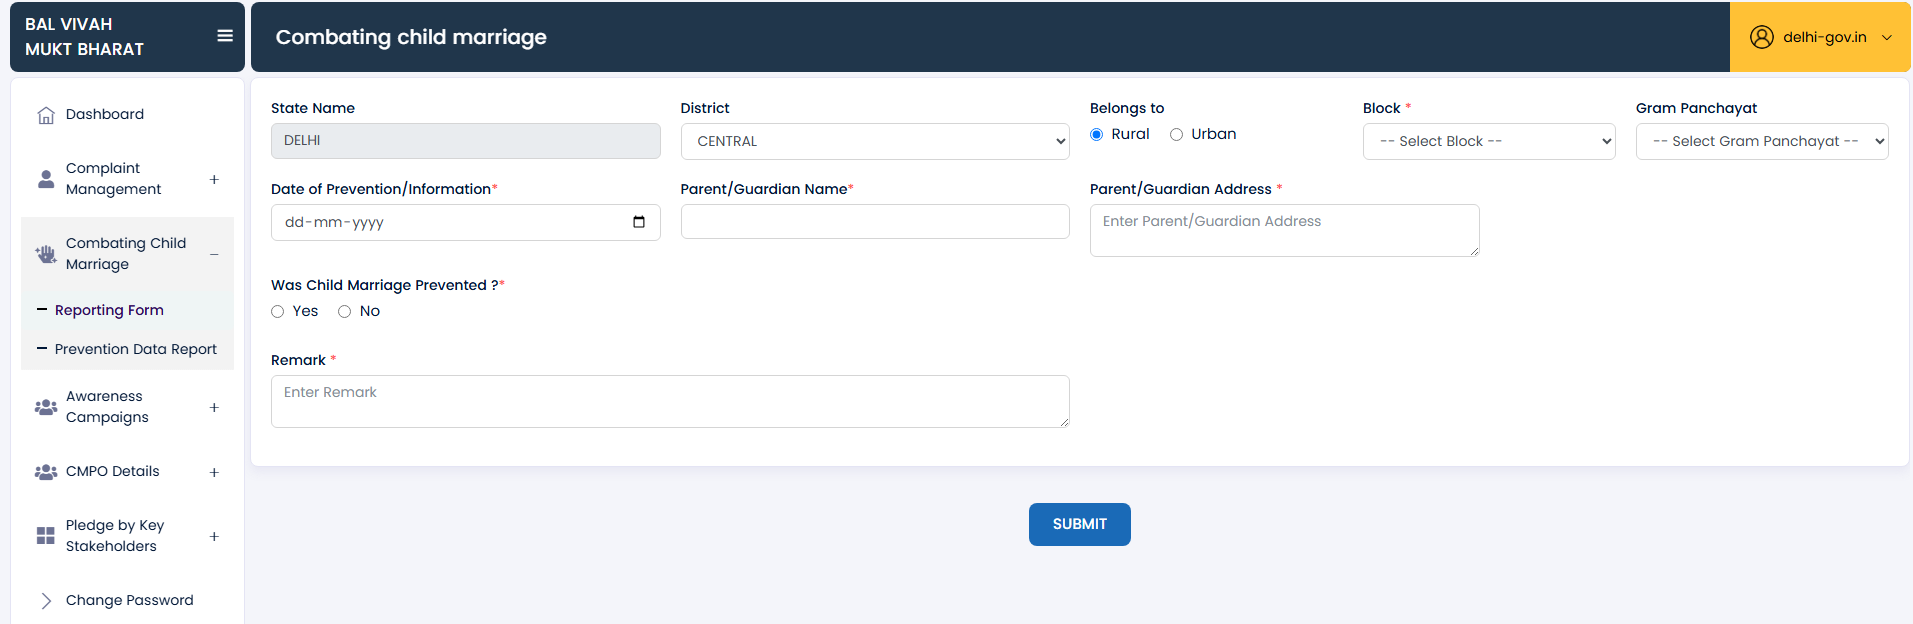 BAL VIVAH
MUKT BHARAT
Combating child marriage
delhi-gov.in
Dashboard
Complaint
Management
+
Combating Child
Marriage
–
Reporting Form
Prevention Data Report
Awareness
Campaigns
+
CMPO Details
+
Pledge by Key
Stakeholders
+
Change Password
State Name
DELHI
District
CENTRAL
Belongs to
Rural
Urban
Block *
-- Select Block --
Gram Panchayat
-- Select Gram Panchayat --
Date of Prevention/Information*
dd-mm-yyyy
Parent/Guardian Name*
Parent/Guardian Address *
Enter Parent/Guardian Address
Was Child Marriage Prevented ?*
Yes
No
Remark *
Enter Remark
SUBMIT